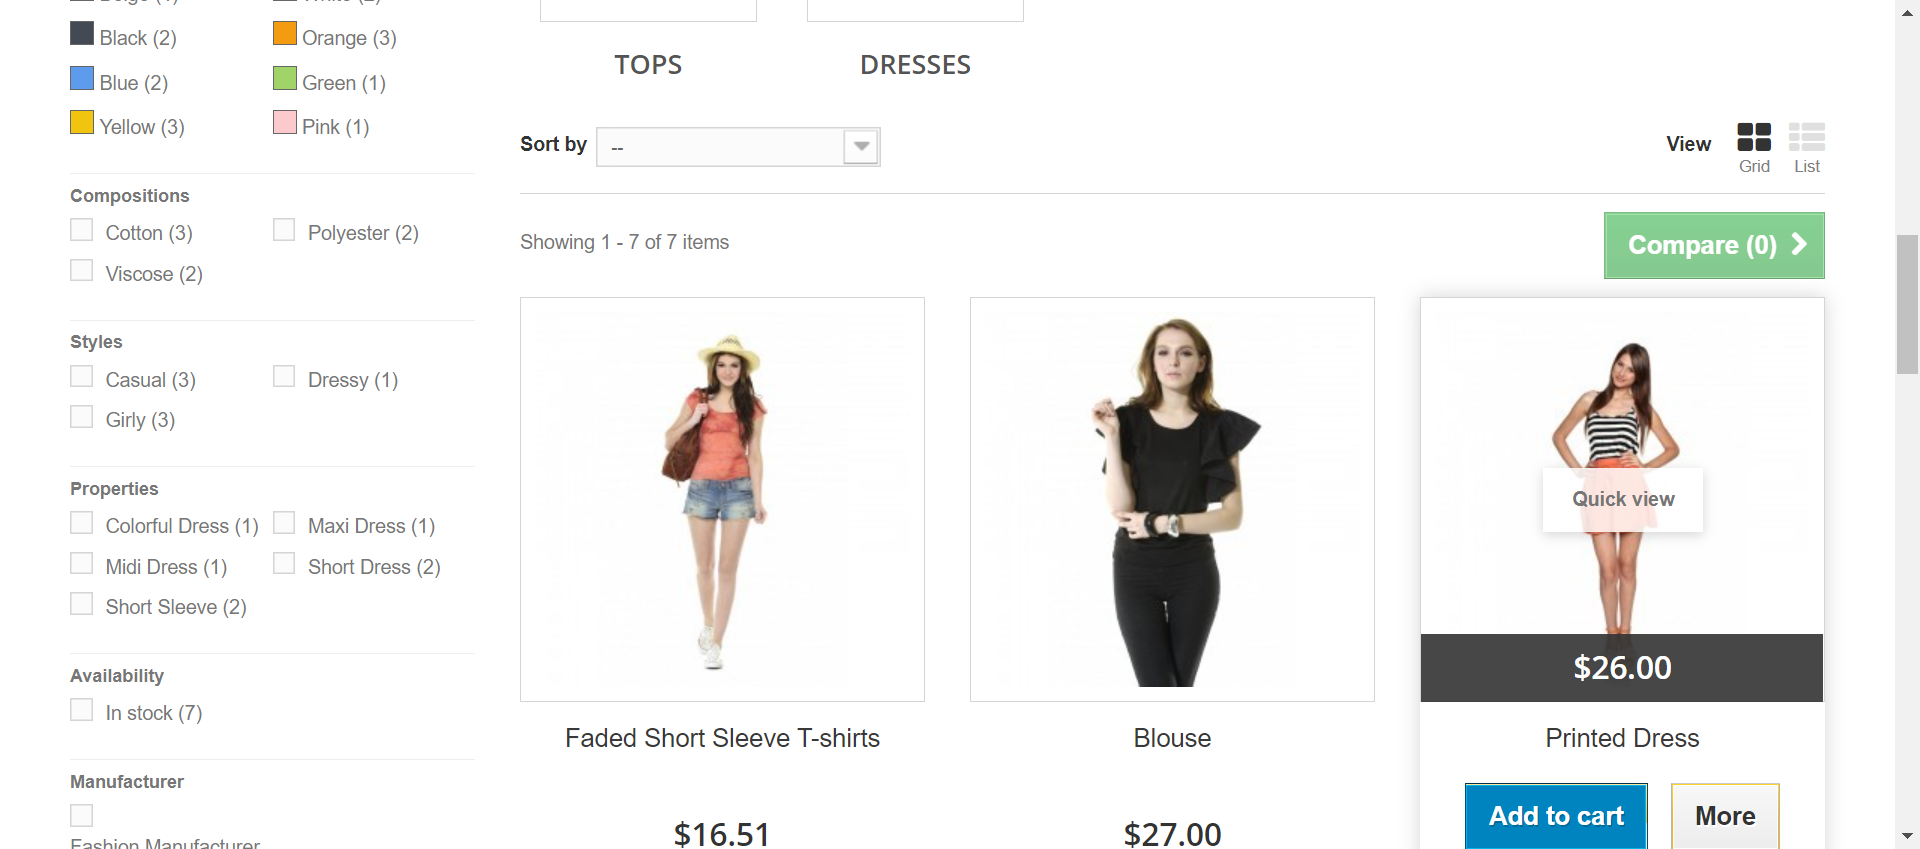 Beige (1)
White (2)
Black (2)
Orange (3)
Blue (2)
Green (1)
Yellow (3)
Pink (1)
Compositions
Cotton (3)
Polyester (2)
Viscose (2)
Styles
Casual (3)
Dressy (1)
Girly (3)
Properties
Colorful Dress (1)
Maxi Dress (1)
Midi Dress (1)
Short Dress (2)
Short Sleeve (2)
Availability
In stock (7)
Manufacturer
Fashion Manufacturer
TOPS
DRESSES
Sort by
--
View
Grid
List
Showing 1 - 7 of 7 items
Compare (0)
Quick view
$26.00
Faded Short Sleeve T-shirts
Blouse
Printed Dress
$16.51
$27.00
Add to cart
More